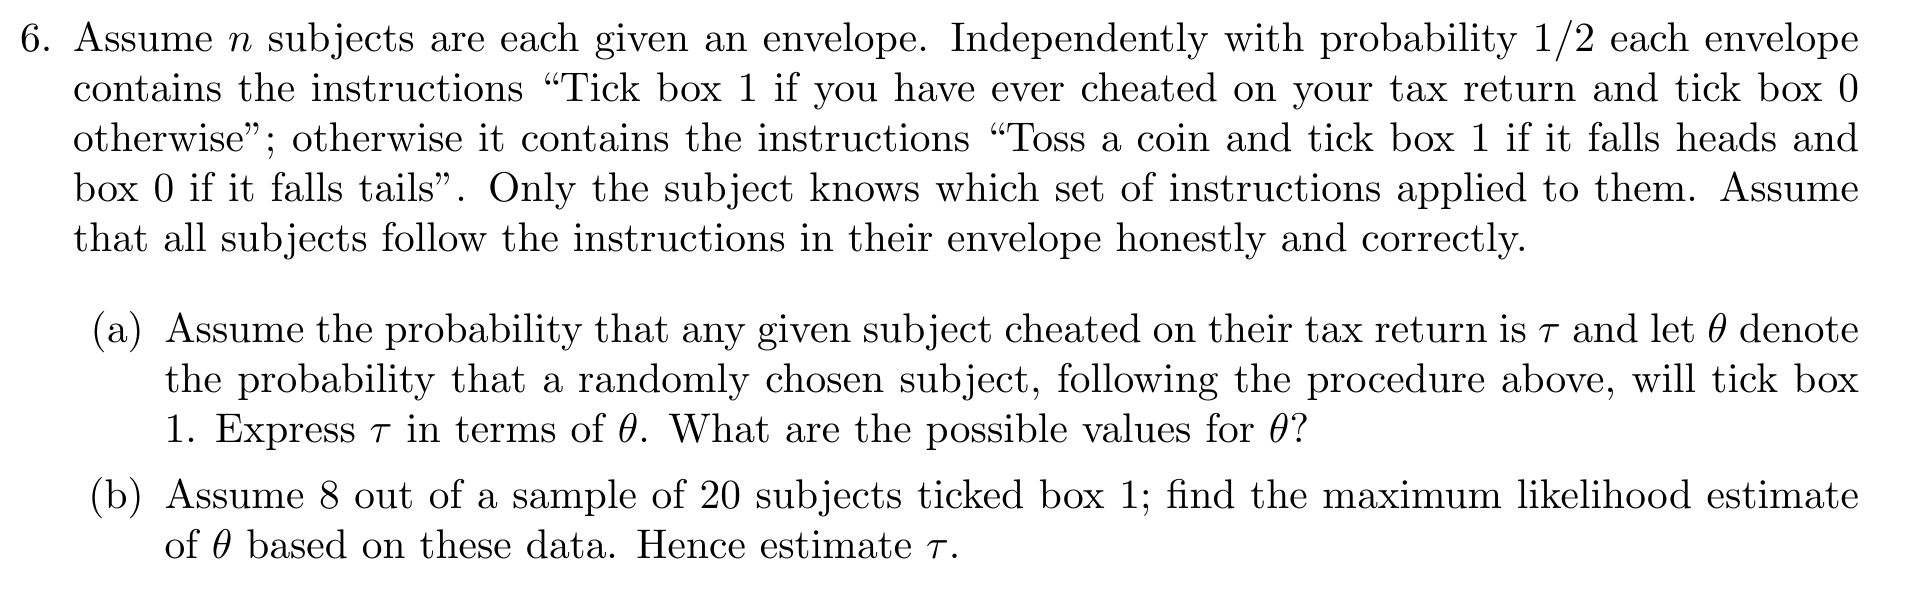 6. Assume n subjects are each given an envelope. Independently with probability 1/2 each envelope
contains the instructions “Tick box 1 if you have ever cheated on your tax return and tick box 0
otherwise”; otherwise it contains the instructions “Toss a coin and tick box 1 if it falls heads and
box 0 if it falls tails”. Only the subject knows which set of instructions applied to them. Assume
that all subjects follow the instructions in their envelope honestly and correctly.
(a) Assume the probability that any given subject cheated on their tax return is τ and let θ denote
the probability that a randomly chosen subject, following the procedure above, will tick box
1. Express τ in terms of θ. What are the possible values for θ?
(b) Assume 8 out of a sample of 20 subjects ticked box 1; find the maximum likelihood estimate
of θ based on these data. Hence estimate τ.